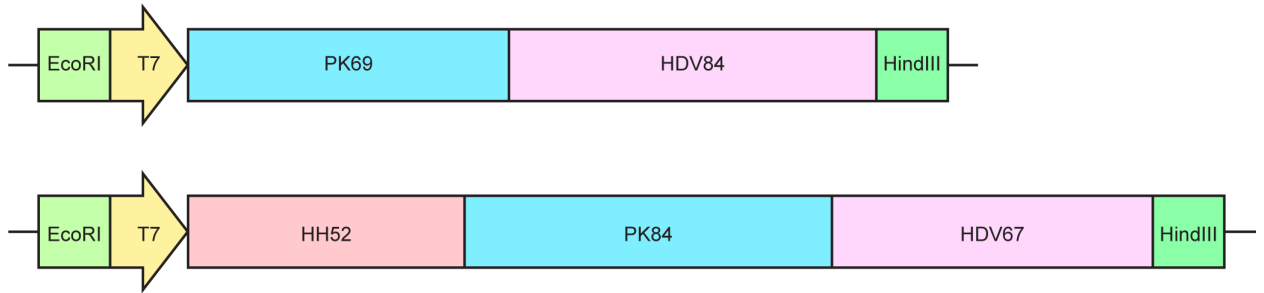 EcoRI T7 PK69 HDV84 HindIII
EcoRI T7 HH52 PK84 HDV67 HindIII